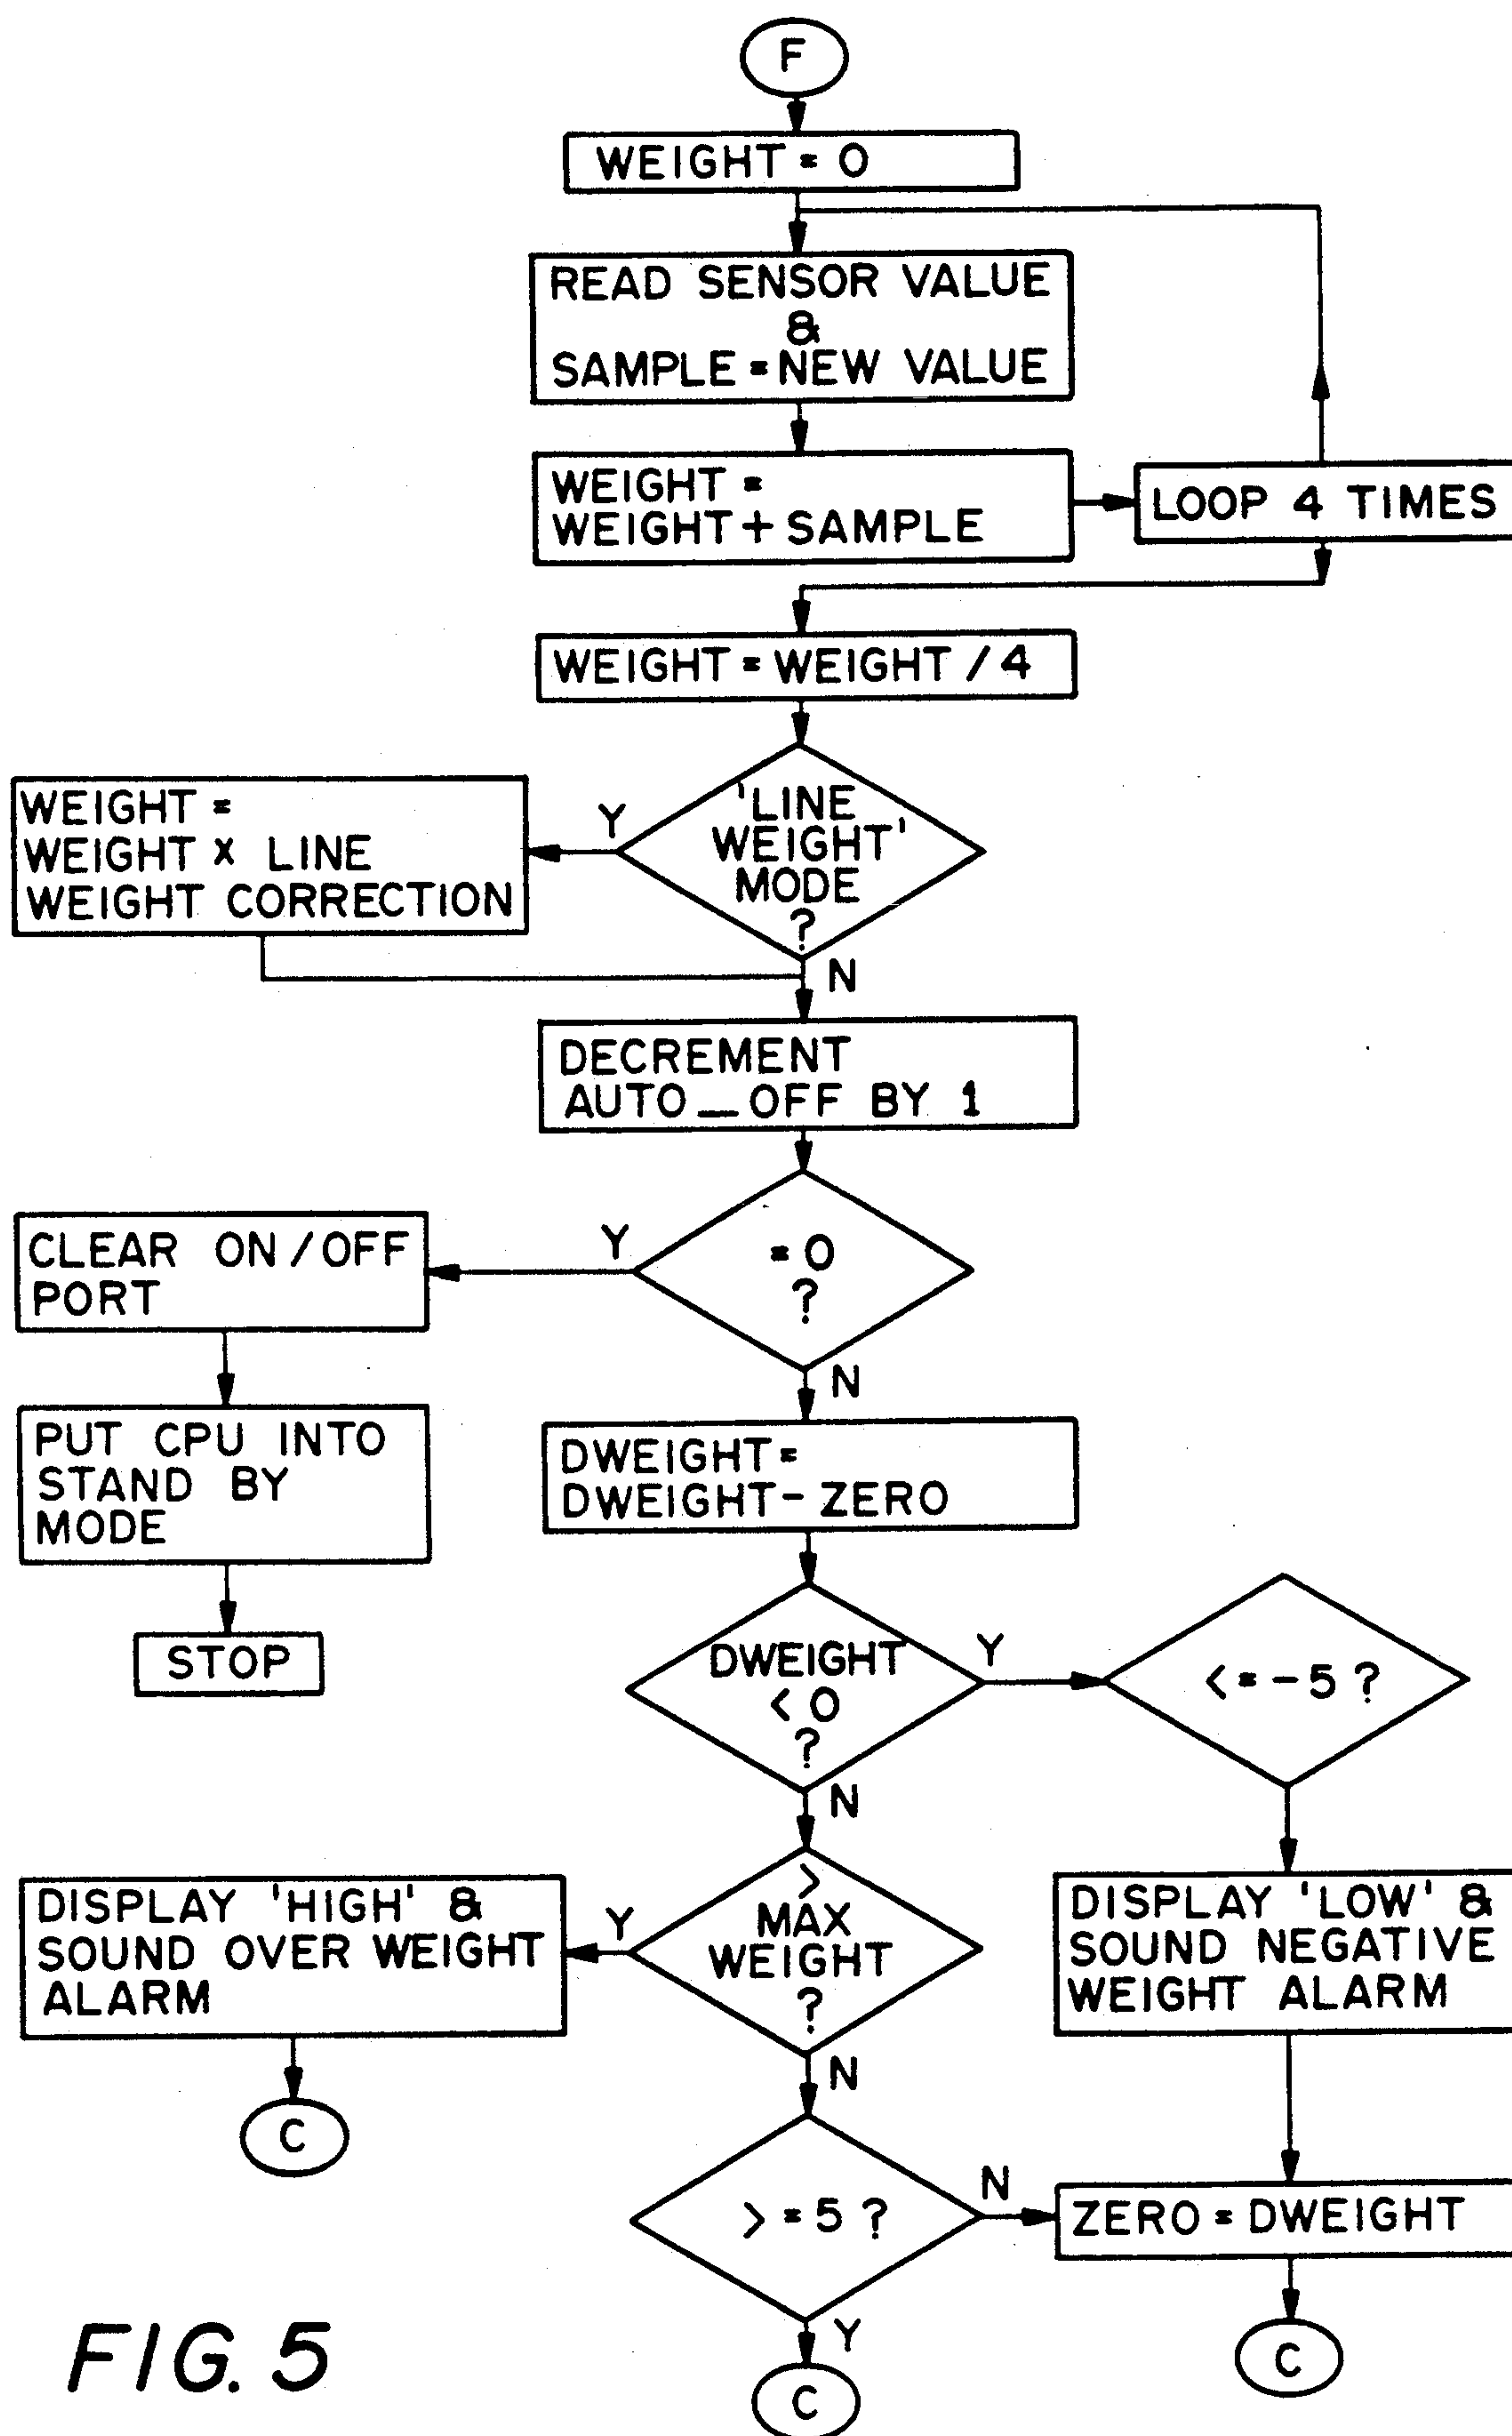 F
WEIGHT = 0
READ SENSOR VALUE
&
SAMPLE = NEW VALUE
WEIGHT =
WEIGHT + SAMPLE
LOOP 4 TIMES
WEIGHT = WEIGHT / 4
'LINE
WEIGHT'
MODE
?
Y
WEIGHT =
WEIGHT X LINE
WEIGHT CORRECTION
N
DECREMENT
AUTO_OFF BY 1
= 0
?
Y
CLEAR ON/OFF
PORT
PUT CPU INTO
STAND BY
MODE
STOP
N
DWEIGHT =
DWEIGHT - ZERO
DWEIGHT
< 0
?
Y
< = - 5 ?
N
>
MAX
WEIGHT
?
Y
DISPLAY 'HIGH' &
SOUND OVER WEIGHT
ALARM
C
DISPLAY 'LOW' &
SOUND NEGATIVE
WEIGHT ALARM
N
> = 5 ?
N
ZERO = DWEIGHT
C
Y
C
FIG. 5